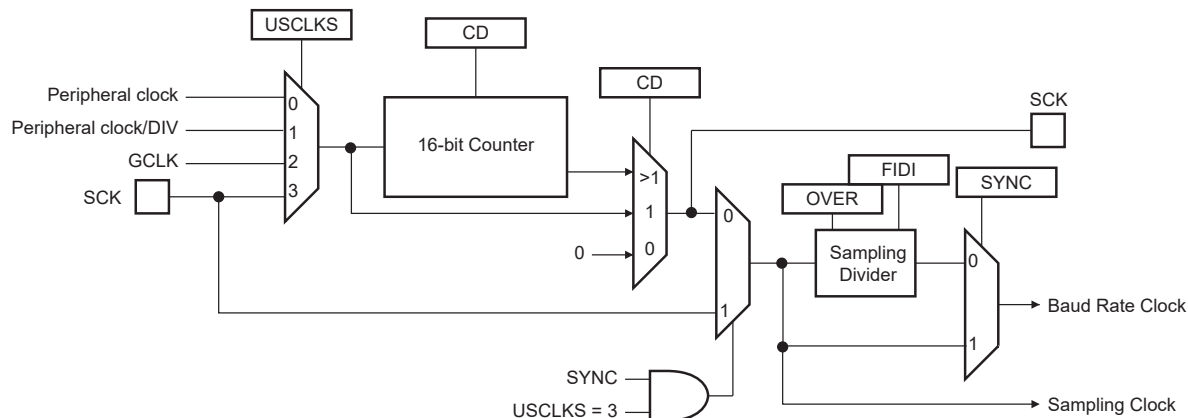 USCLKS
CD
CD
SCK
Peripheral clock
0
Peripheral clock/DIV
1
16-bit Counter
GCLK
2
SCK
3
>1
1
0
0
FIDI
OVER
SYNC
0
1
Sampling
Divider
0
1
Baud Rate Clock
SYNC
USCLKS = 3
Sampling Clock